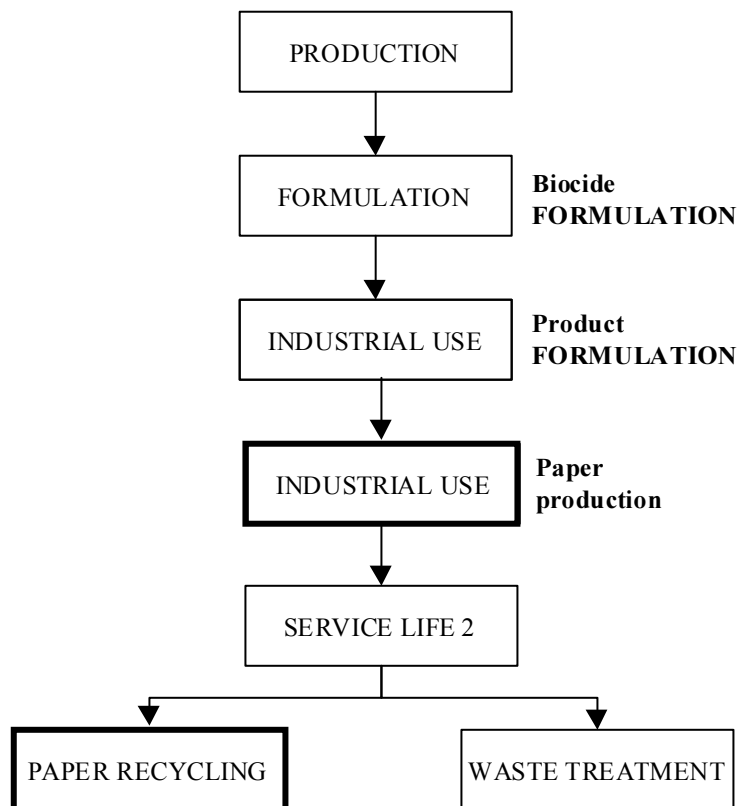 PRODUCTION
FORMULATION
Biocide
FORMULATION
INDUSTRIAL USE
Product
FORMULATION
INDUSTRIAL USE
Paper
production
SERVICE LIFE 2
PAPER RECYCLING
WASTE TREATMENT